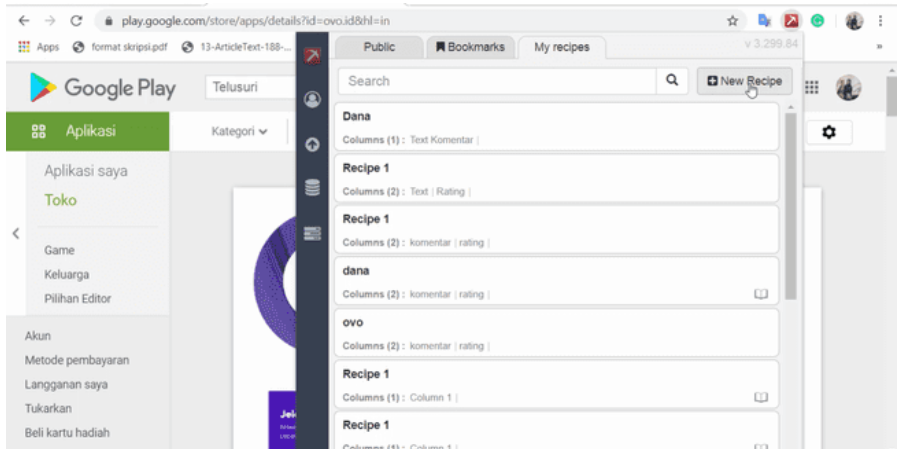 play.google.com/store/apps/details?id=ovo.id&hl=in
Apps
format skripsi.pdf
13-ArticleText-188-...
Public
Bookmarks
My recipes
v 3.299.84
Google Play
Telusuri
Search
New Recipe
Aplikasi
Kategori
Aplikasi saya
Toko
Game
Keluarga
Pilihan Editor
Akun
Metode pembayaran
Langganan saya
Tukarkan
Beli kartu hadiah
Dana
Columns (1) : Text Komentar |
Recipe 1
Columns (2) : Text | Rating |
Recipe 1
Columns (2) : komentar | rating |
dana
Columns (2) : komentar | rating |
ovo
Columns (2) : komentar | rating |
Recipe 1
Columns (1) : Column 1 |
Recipe 1
Columns (1) : Column 1 |